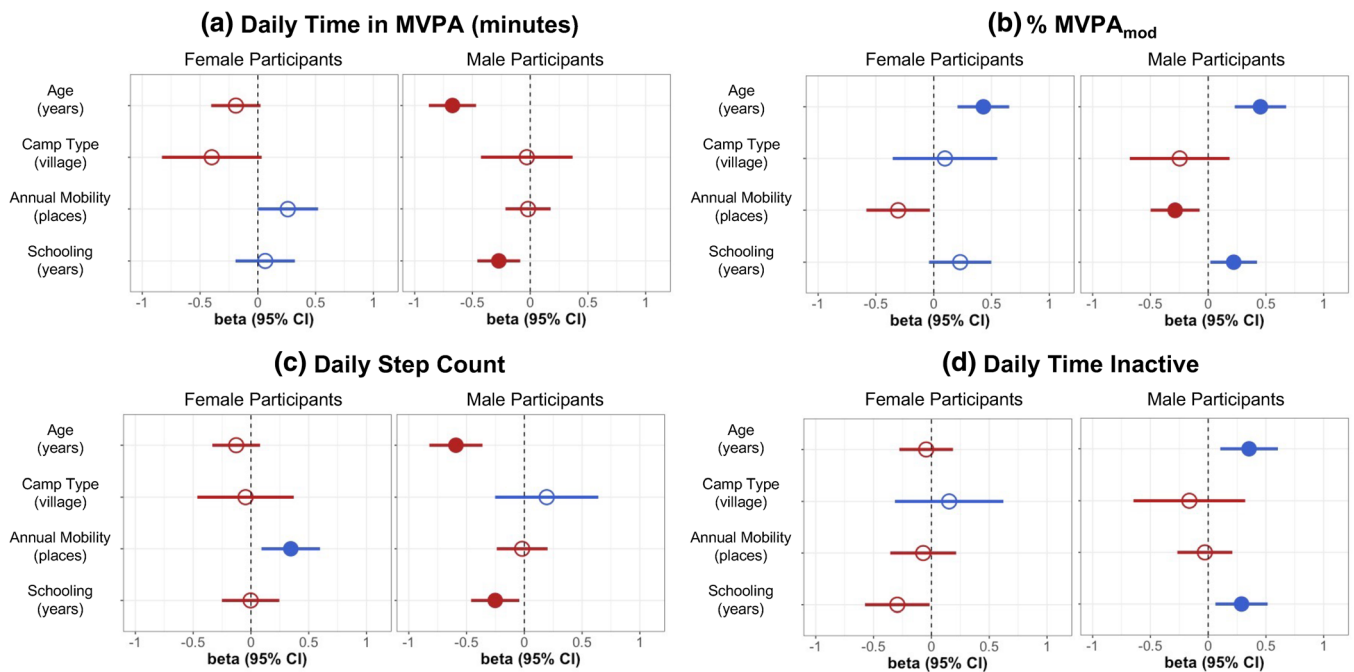 (a) Daily Time in MVPA (minutes)
Female Participants
Male Participants
Age
(years)
Camp Type
(village)
Annual Mobility
(places)
Schooling
(years)
-1 -0.5 0 0.5 1
-1 -0.5 0 0.5 1
beta (95% CI)
beta (95% CI)
(b) % MVPAmod
Female Participants
Male Participants
Age
(years)
Camp Type
(village)
Annual Mobility
(places)
Schooling
(years)
-1 -0.5 0 0.5 1
-1 -0.5 0 0.5 1
beta (95% CI)
beta (95% CI)
(c) Daily Step Count
Female Participants
Male Participants
Age
(years)
Camp Type
(village)
Annual Mobility
(places)
Schooling
(years)
-1 -0.5 0 0.5 1
-1 -0.5 0 0.5 1
beta (95% CI)
beta (95% CI)
(d) Daily Time Inactive
Female Participants
Male Participants
Age
(years)
Camp Type
(village)
Annual Mobility
(places)
Schooling
(years)
-1 -0.5 0 0.5 1
-1 -0.5 0 0.5 1
beta (95% CI)
beta (95% CI)